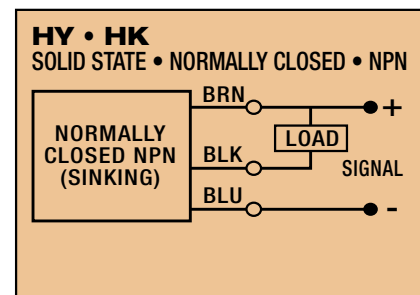 HY • HK
SOLID STATE • NORMALLY CLOSED • NPN
BRN
+
NORMALLY
CLOSED NPN
(SINKING)
LOAD
BLK
SIGNAL
BLU
-